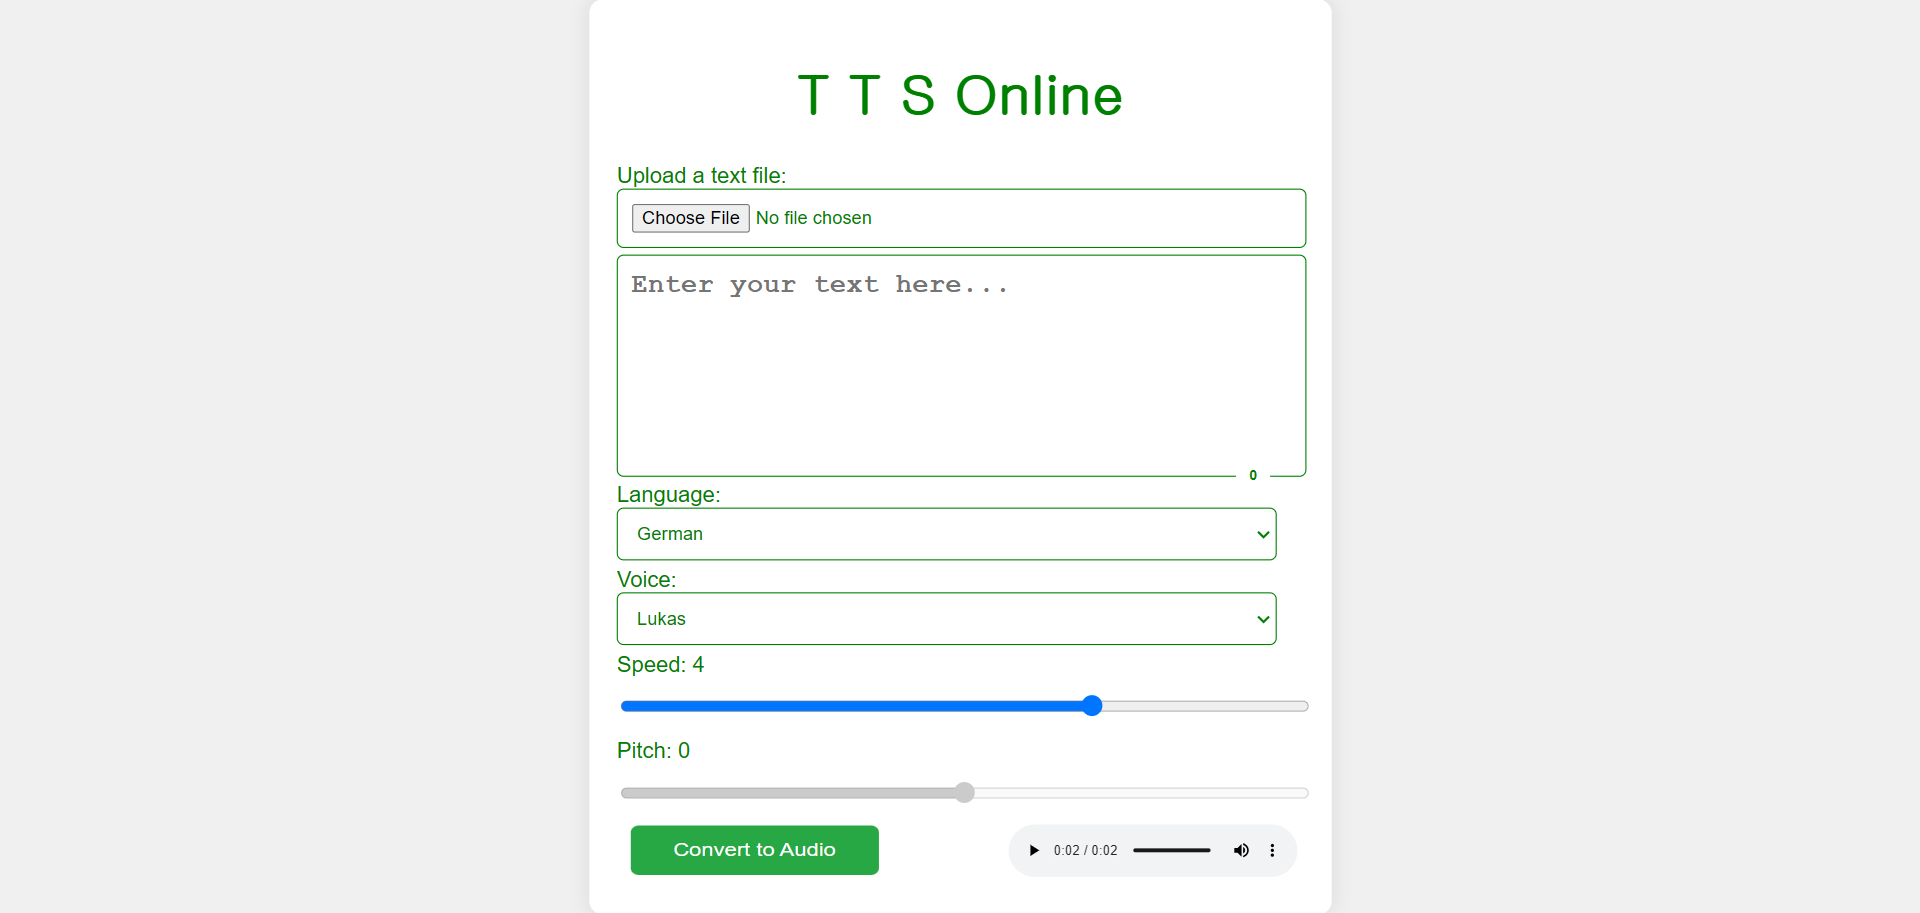 T T S Online
Upload a text file:
Choose File No file chosen
Enter your text here...
0
Language:
German
Voice:
Lukas
Speed: 4
Pitch: 0
Convert to Audio
0:02 / 0:02